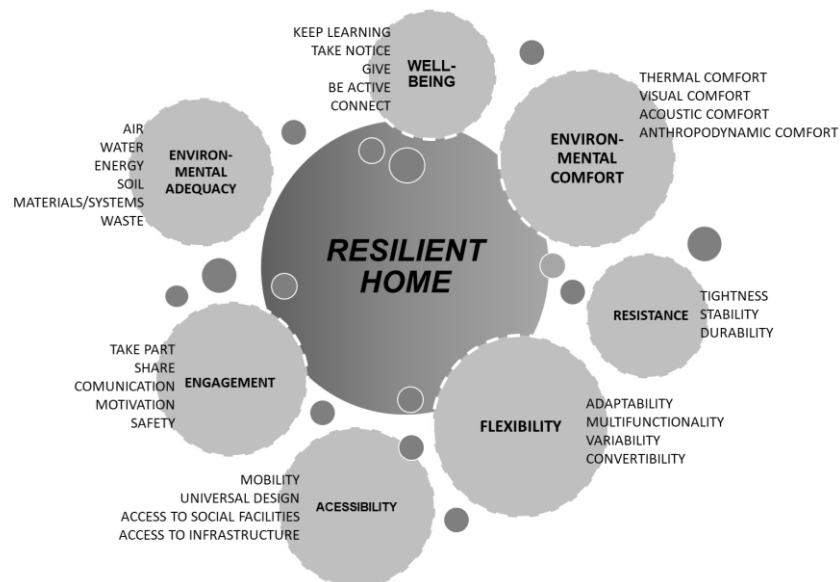 KEEP LEARNING
TAKE NOTICE
GIVE
BE ACTIVE
CONNECT
WELL-
BEING
THERMAL COMFORT
VISUAL COMFORT
ACOUSTIC COMFORT
ANTHROPODYNAMIC COMFORT
ENVIRON-
MENTAL
COMFORT
AIR
WATER
ENERGY
SOIL
MATERIALS/SYSTEMS
WASTE
ENVIRON-
MENTAL
ADEQUACY
RESILIENT
HOME
RESISTANCE
TIGHTNESS
STABILITY
DURABILITY
TAKE PART
SHARE
COMUNICATION
MOTIVATION
SAFETY
ENGAGEMENT
FLEXIBILITY
ADAPTABILITY
MULTIFUNCTIONALITY
VARIABILITY
CONVERTIBILITY
MOBILITY
UNIVERSAL DESIGN
ACCESS TO SOCIAL FACILITIES
ACCESS TO INFRASTRUCTURE
ACESSIBILITY